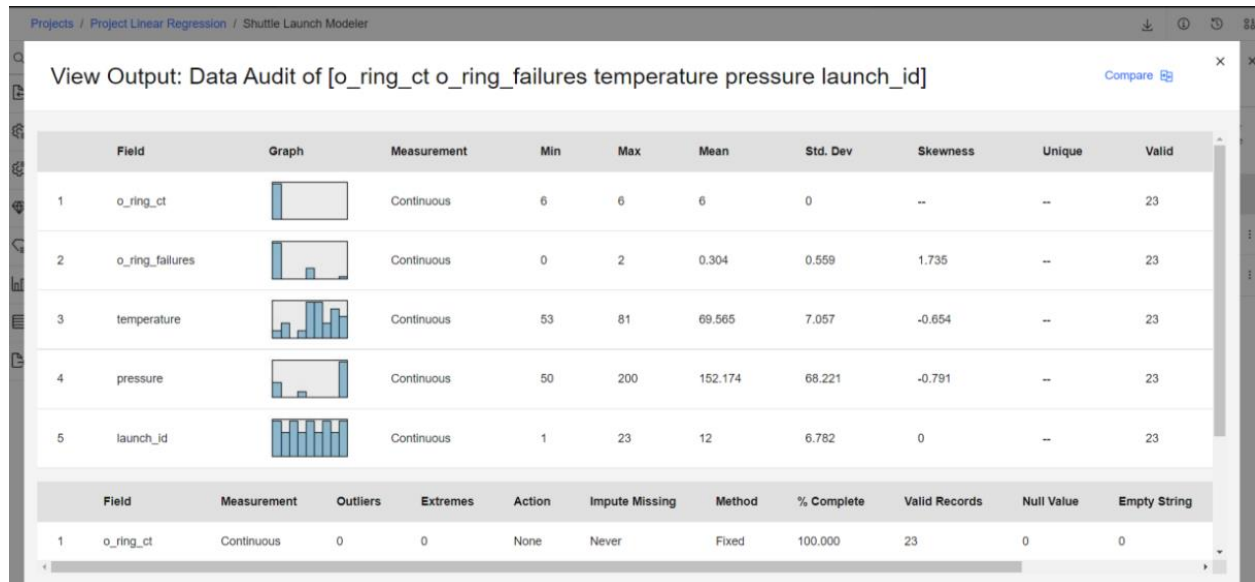 Projects / Project Linear Regression / Shuttle Launch Modeler
View Output: Data Audit of [o_ring_ct o_ring_failures temperature pressure launch_id]
Compare
Field Graph Measurement Min Max Mean Std. Dev Skewness Unique Valid
1 o_ring_ct Continuous 6 6 6 0 -- -- 23
2 o_ring_failures Continuous 0 2 0.304 0.559 1.735 -- 23
3 temperature Continuous 53 81 69.565 7.057 -0.654 -- 23
4 pressure Continuous 50 200 152.174 68.221 -0.791 -- 23
5 launch_id Continuous 1 23 12 6.782 0 -- 23
Field Measurement Outliers Extremes Action Impute Missing Method % Complete Valid Records Null Value Empty String
1 o_ring_ct Continuous 0 0 None Never Fixed 100.000 23 0 0